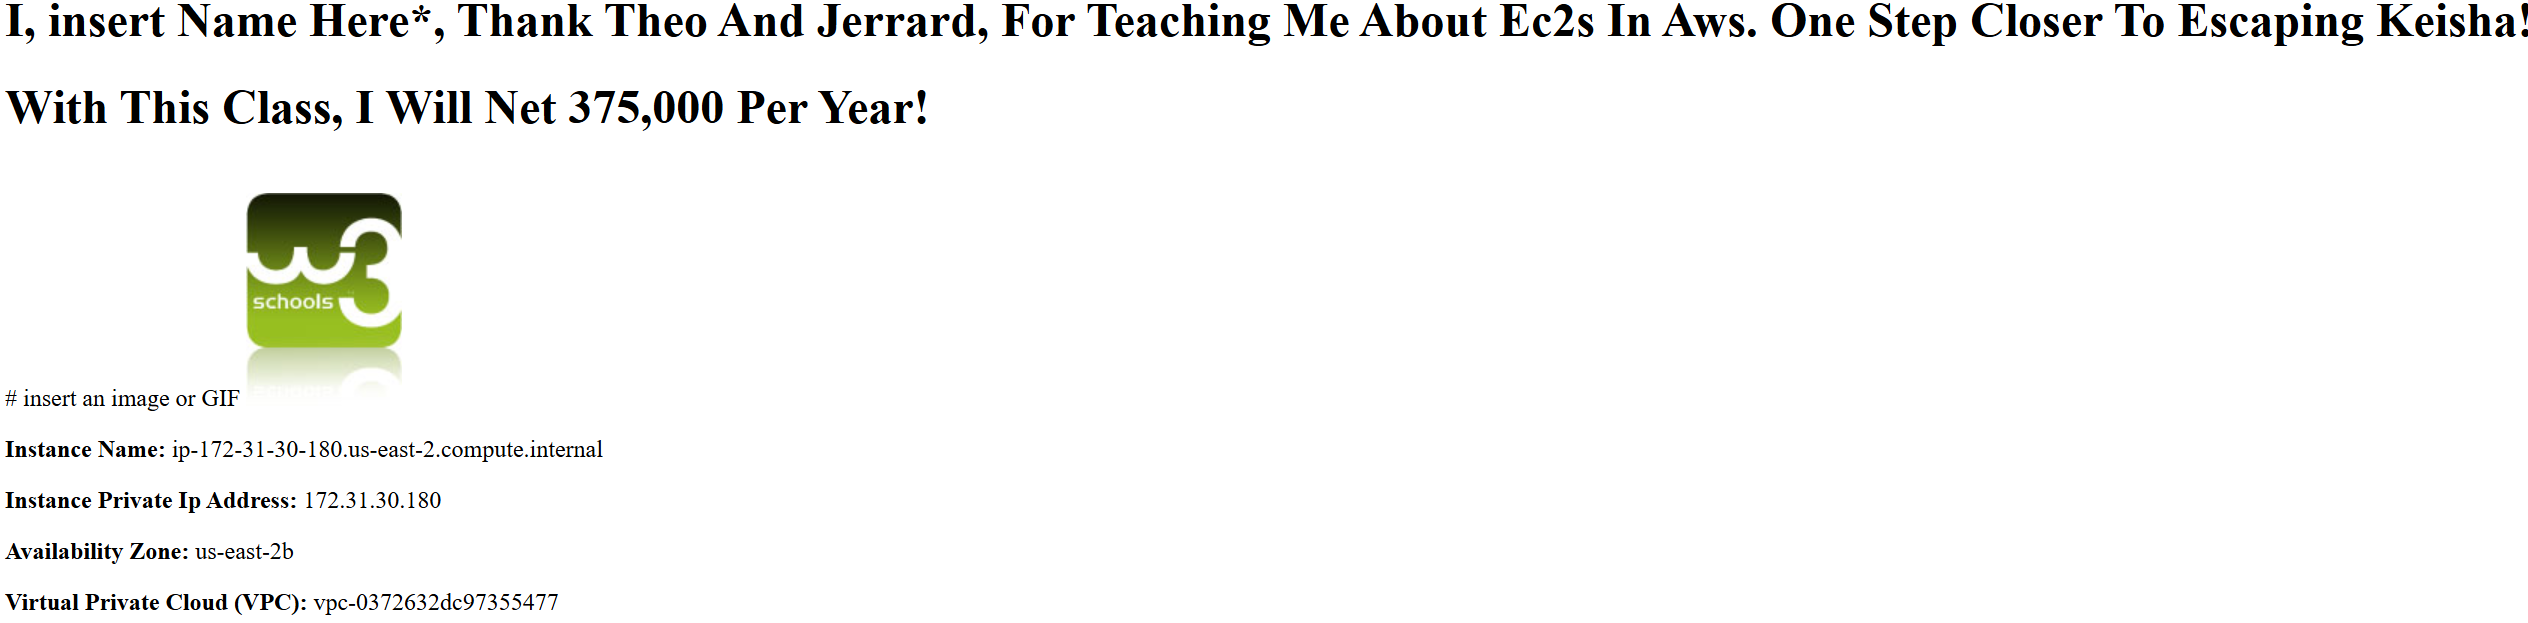 I, insert Name Here*, Thank Theo And Jerrard, For Teaching Me About Ec2s In Aws. One Step Closer To Escaping Keisha!
With This Class, I Will Net 375,000 Per Year!
w3
schools
# insert an image or GIF
Instance Name: ip-172-31-30-180.us-east-2.compute.internal
Instance Private Ip Address: 172.31.30.180
Availability Zone: us-east-2b
Virtual Private Cloud (VPC): vpc-0372632dc97355477